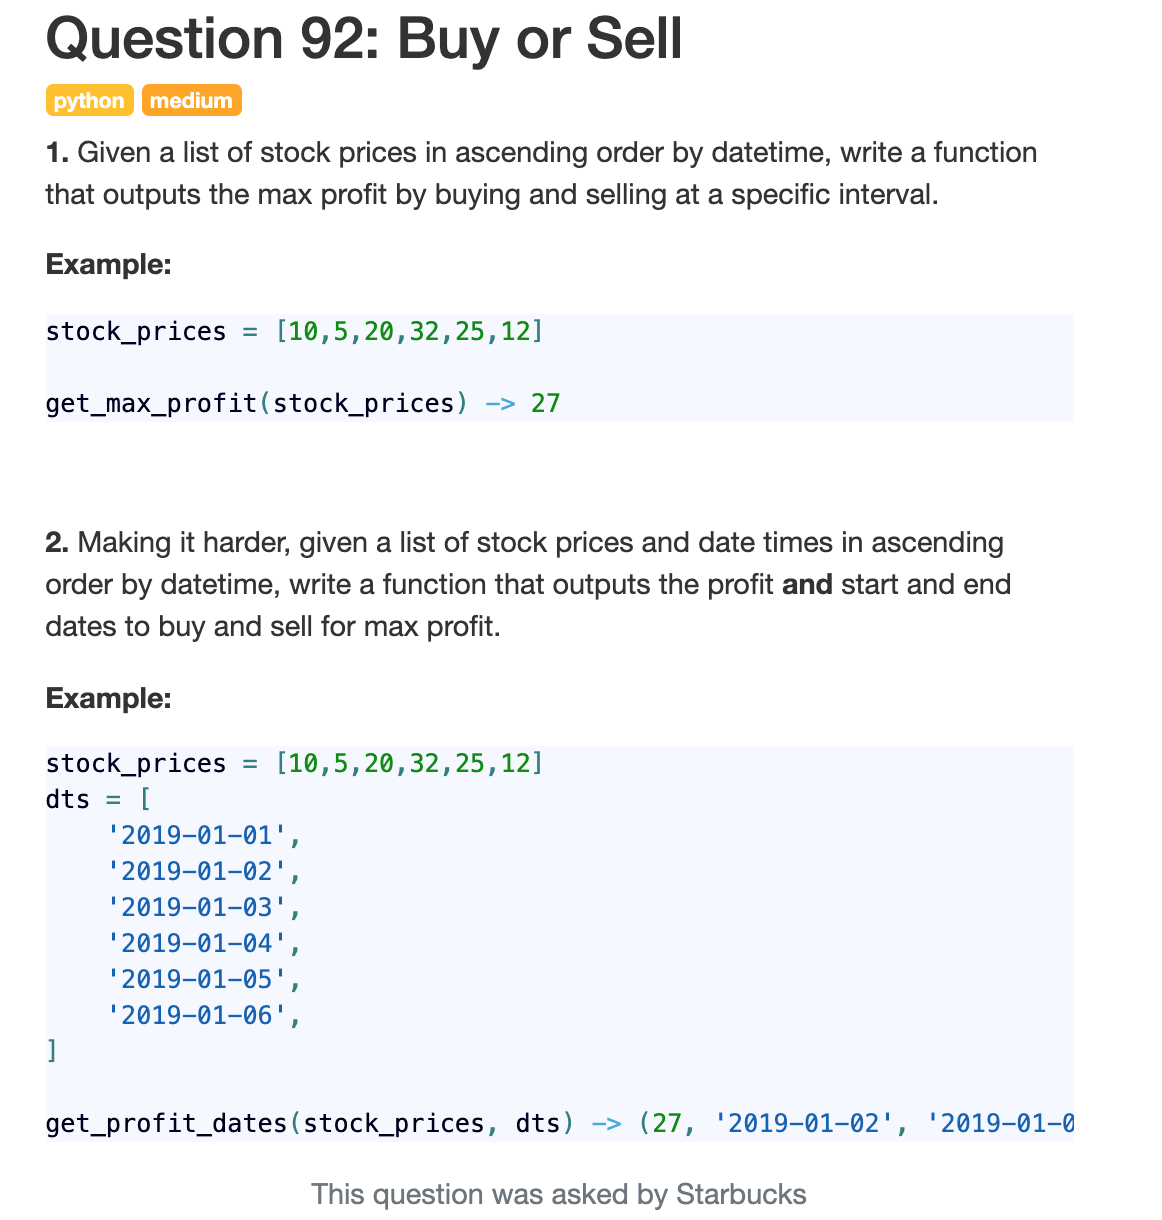 Question 92: Buy or Sell
python medium
1. Given a list of stock prices in ascending order by datetime, write a function
that outputs the max profit by buying and selling at a specific interval.
Example:
stock_prices = [10,5,20,32,25,12]
get_max_profit(stock_prices) -> 27
2. Making it harder, given a list of stock prices and date times in ascending
order by datetime, write a function that outputs the profit and start and end
dates to buy and sell for max profit.
Example:
stock_prices = [10,5,20,32,25,12]
dts = [
    '2019-01-01',
    '2019-01-02',
    '2019-01-03',
    '2019-01-04',
    '2019-01-05',
    '2019-01-06',
]
get_profit_dates(stock_prices, dts) -> (27, '2019-01-02', '2019-01-0
This question was asked by Starbucks